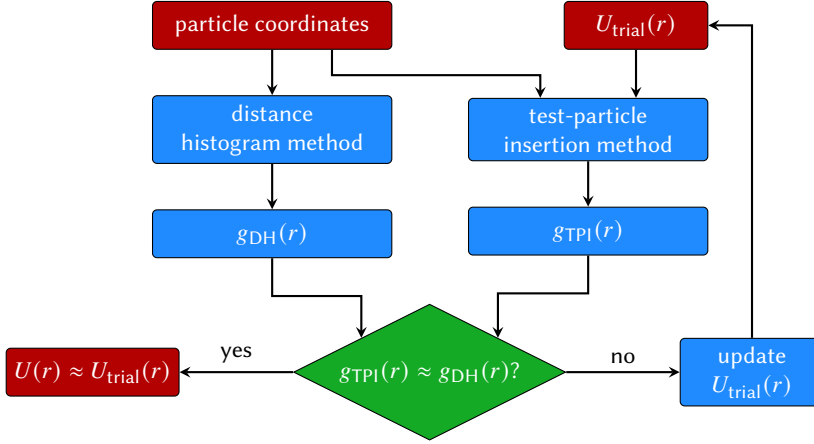 particle coordinates
U_trial(r)
distance
histogram method
test-particle
insertion method
g_DH(r)
g_TPI(r)
U(r) ≈ U_trial(r)
yes
g_TPI(r) ≈ g_DH(r)?
no
update
U_trial(r)